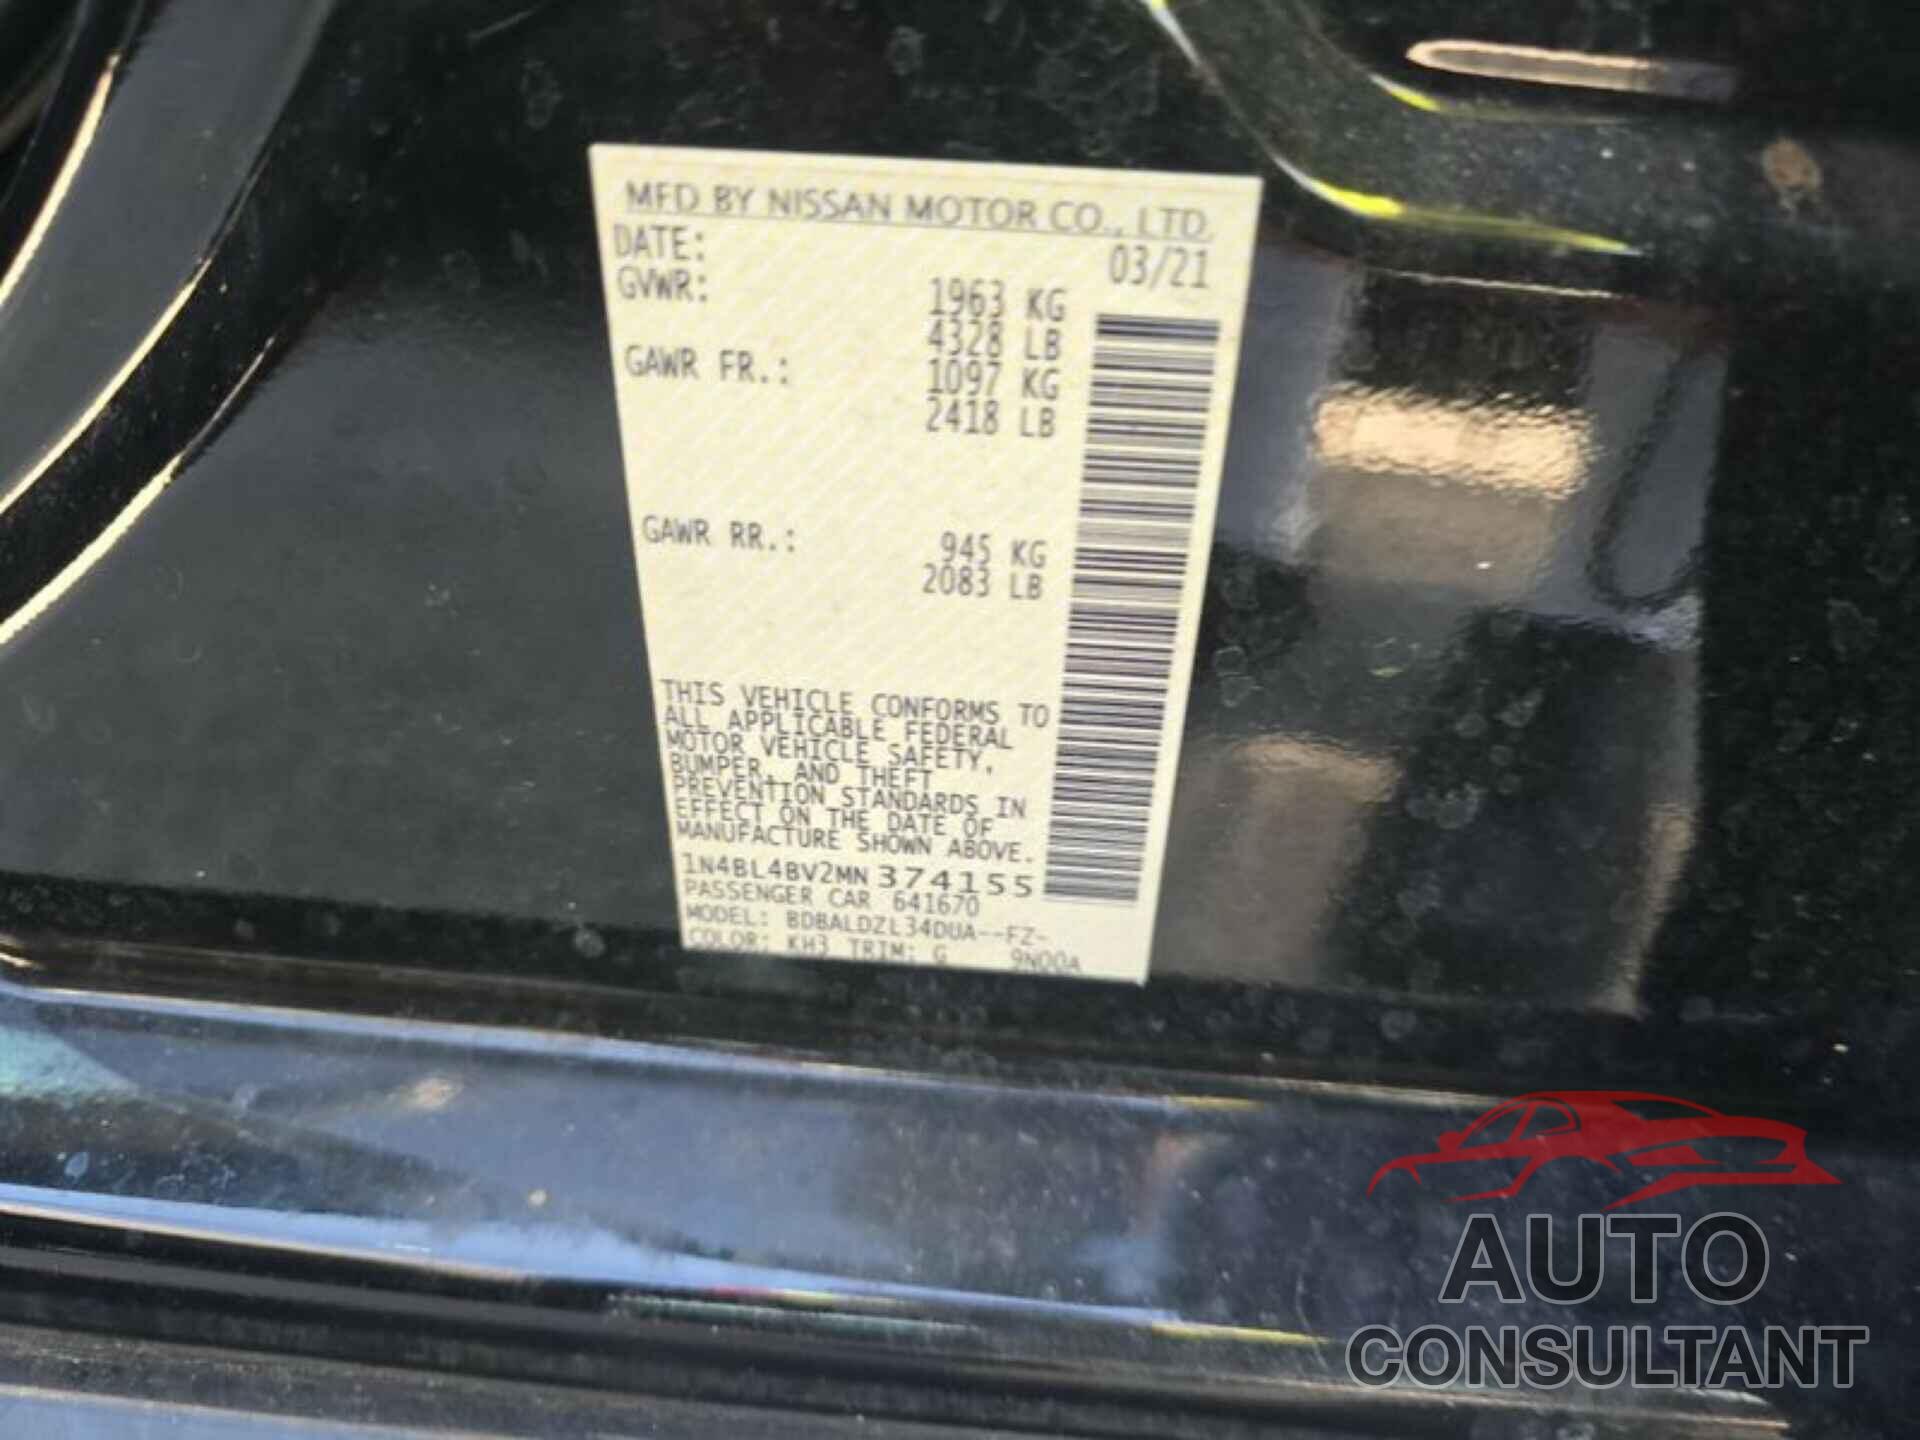 MFD BY NISSAN MOTOR CO., LTD.
DATE: 03/21
GVWR: 1963 KG
4328 LB
GAWR FR.: 1097 KG
2418 LB
GAWR RR.: 945 KG
2083 LB
THIS VEHICLE CONFORMS TO
ALL APPLICABLE FEDERAL
MOTOR VEHICLE SAFETY,
BUMPER, AND THEFT
PREVENTION STANDARDS IN
EFFECT ON THE DATE OF
MANUFACTURE SHOWN ABOVE.
1N4BL4BV2MN374155
PASSENGER CAR 641670
MODEL: BDBALDZL34DUA--FZ-
COLOR: KH3 TRIM: G 9N00A
AUTO
CONSULTANT